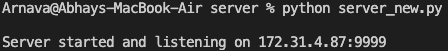 Arnava@Abhays-MacBook-Air server % python server_new.py
Server started and listening on 172.31.4.87:9999